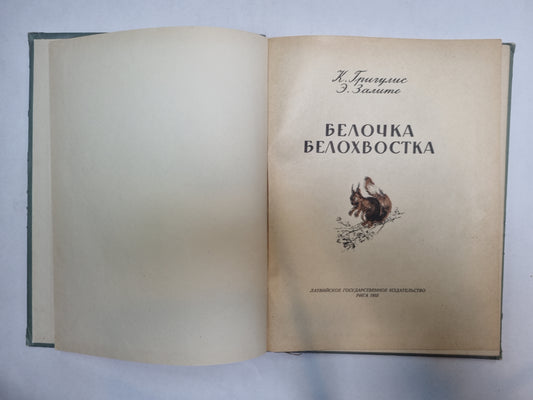 К. Григулис
Э. Залите
БЕЛОЧКА
БЕЛОХВОСТКА
ЛАТВИЙСКОЕ ГОСУДАРСТВЕННОЕ ИЗДАТЕЛЬСТВО
РИГА